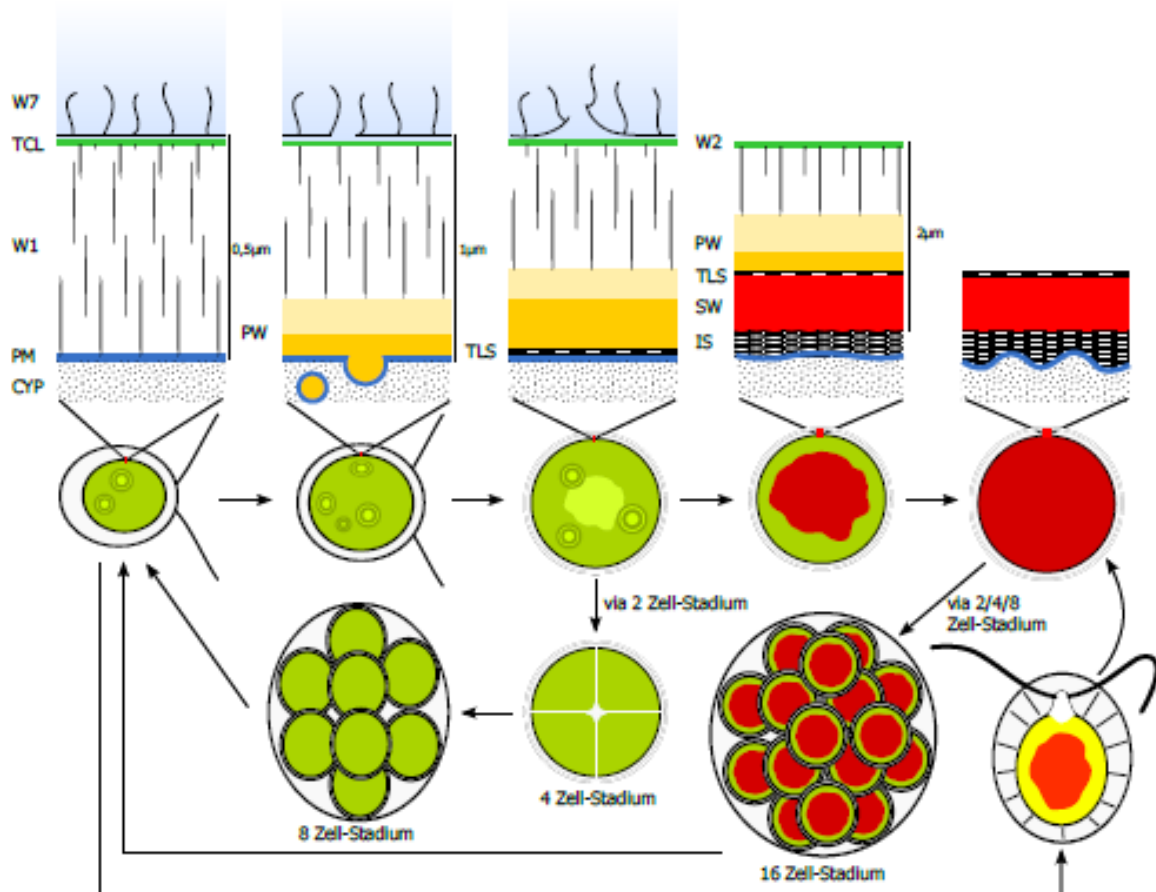 W7
TCL
W1
PM
CYP
0,5µm
PW
1µm
TLS
W2
PW
TLS
SW
IS
2µm
via 2 Zell-Stadium
via 2/4/8
Zell-Stadium
8 Zell-Stadium
4 Zell-Stadium
16 Zell-Stadium